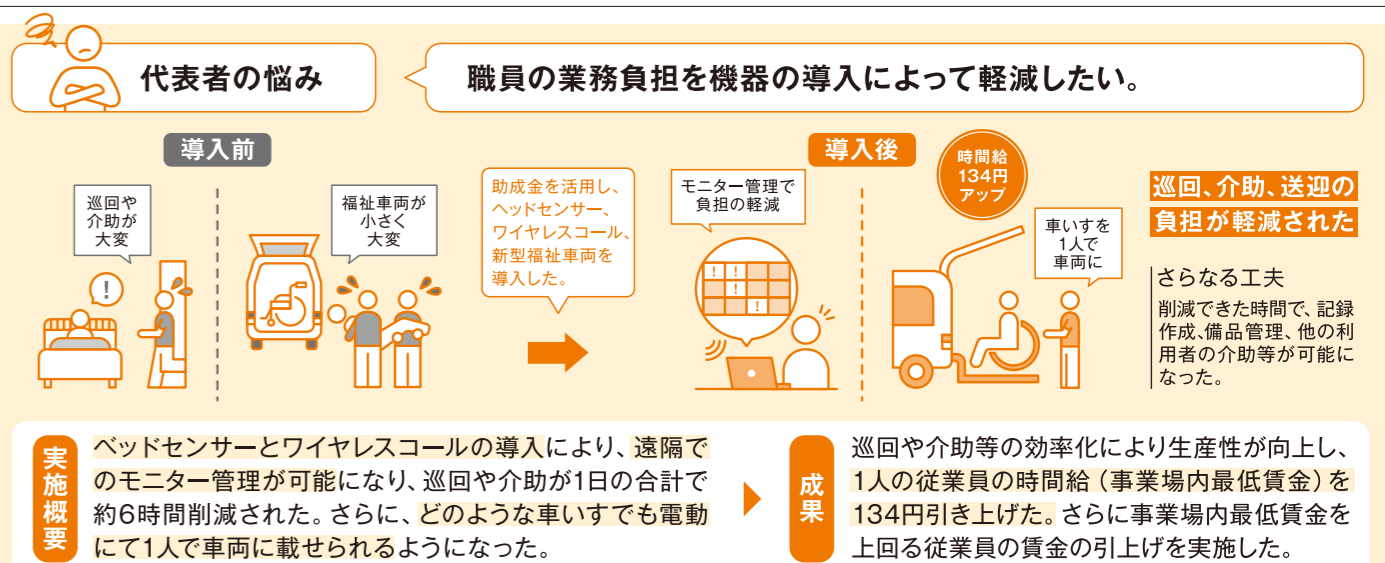 代表者の悩み
職員の業務負担を機器の導入によって軽減したい。
導入前
巡回や
介助が
大変
!
福祉車両が
小さく
大変
助成金を活用し、
ヘッドセンサー、
ワイヤレスコール、
新型福祉車両を
導入した。
導入後
モニター管理で
負担の軽減
! !
!
時間給
134円
アップ
車いすを
1人で
車両に
巡回、介助、送迎の
負担が軽減された
さらなる工夫
削減できた時間で、記録
作成、備品管理、他の利
用者の介助等が可能に
なった。
実施概要
ベッドセンサーとワイヤレスコールの導入により、遠隔で
のモニター管理が可能になり、巡回や介助が1日の合計で
約6時間削減された。さらに、どのような車いすでも電動
にて1人で車両に載せられるようになった。
成果
巡回や介助等の効率化により生産性が向上し、
1人の従業員の時間給（事業場内最低賃金）を
134円引き上げた。さらに事業場内最低賃金を
上回る従業員の賃金の引上げを実施した。